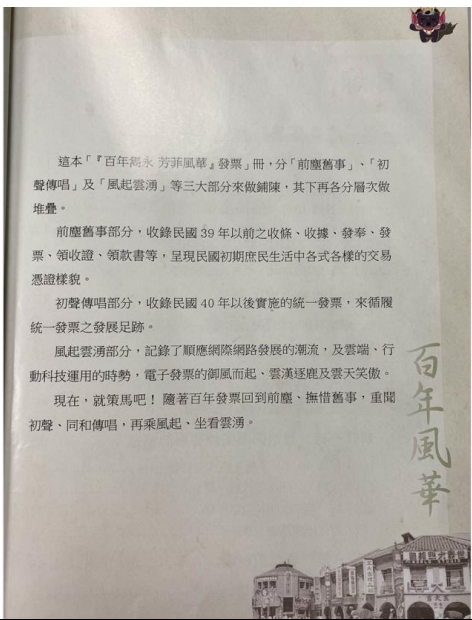 這本「『百年雋永 芳菲風華』發票」冊，分「前塵舊事」、「初
聲傳唱」及「風起雲湧」等三大部分來做鋪陳，其下再各分層次做
堆疊。
前塵舊事部分，收錄民國 39 年以前之收條、收據、發奉、發
票、領收證、領款書等，呈現民國初期庶民生活中各式各樣的交易
憑證樣貌。
初聲傳唱部分，收錄民國 40 年以後實施的統一發票，來循履
統一發票之發展足跡。
風起雲湧部分，記錄了順應網際網路發展的潮流，及雲端、行
動科技運用的時勢，電子發票的御風而起、雲漢逐鹿及雲天笑傲。
現在，就策馬吧！隨著百年發票回到前塵、撫惜舊事，重聞
初聲、同和傳唱，再乘風起、坐看雲湧。
百年風華